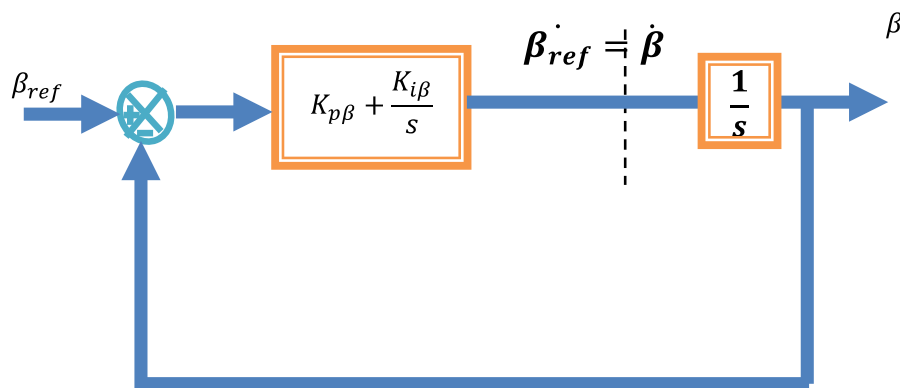 β_ref
+
−
K_pβ + K_iβ/s
β̇_ref = β̇
1/s
β